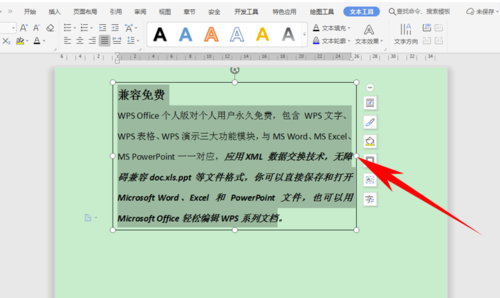 开始 插入 页面布局 引用 审阅 视图 章节 安全 开发工具 特色应用 绘图工具 文本工具 查找命令、搜索模板 未保存
A A A A A A 文本填充 文本轮廓 文本效果 文字方向
兼容免费
WPS Office 个人版对个人用户永久免费，包含 WPS 文字、
WPS 表格、WPS 演示三大功能模块，与 MS Word、MS Excel、
MS PowerPoint 一一对应，应用 XML 数据交换技术，无障
碍兼容 doc.xls.ppt 等文件格式，你可以直接保存和打开
Microsoft Word、Excel 和 PowerPoint 文件，也可以用
Microsoft Office 轻松编辑 WPS 系列文档。